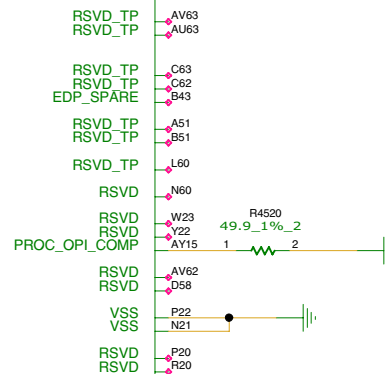 RSVD_TP AV63
RSVD_TP AU63
RSVD_TP C63
RSVD_TP C62
EDP_SPARE B43
RSVD_TP A51
RSVD_TP B51
RSVD_TP L60
RSVD N60
RSVD W23
RSVD Y22
R4520
49.9_1%_2
PROC_OPI_COMP AY15 1 2
RSVD AV62
RSVD D58
VSS P22
VSS N21
RSVD P20
RSVD R20